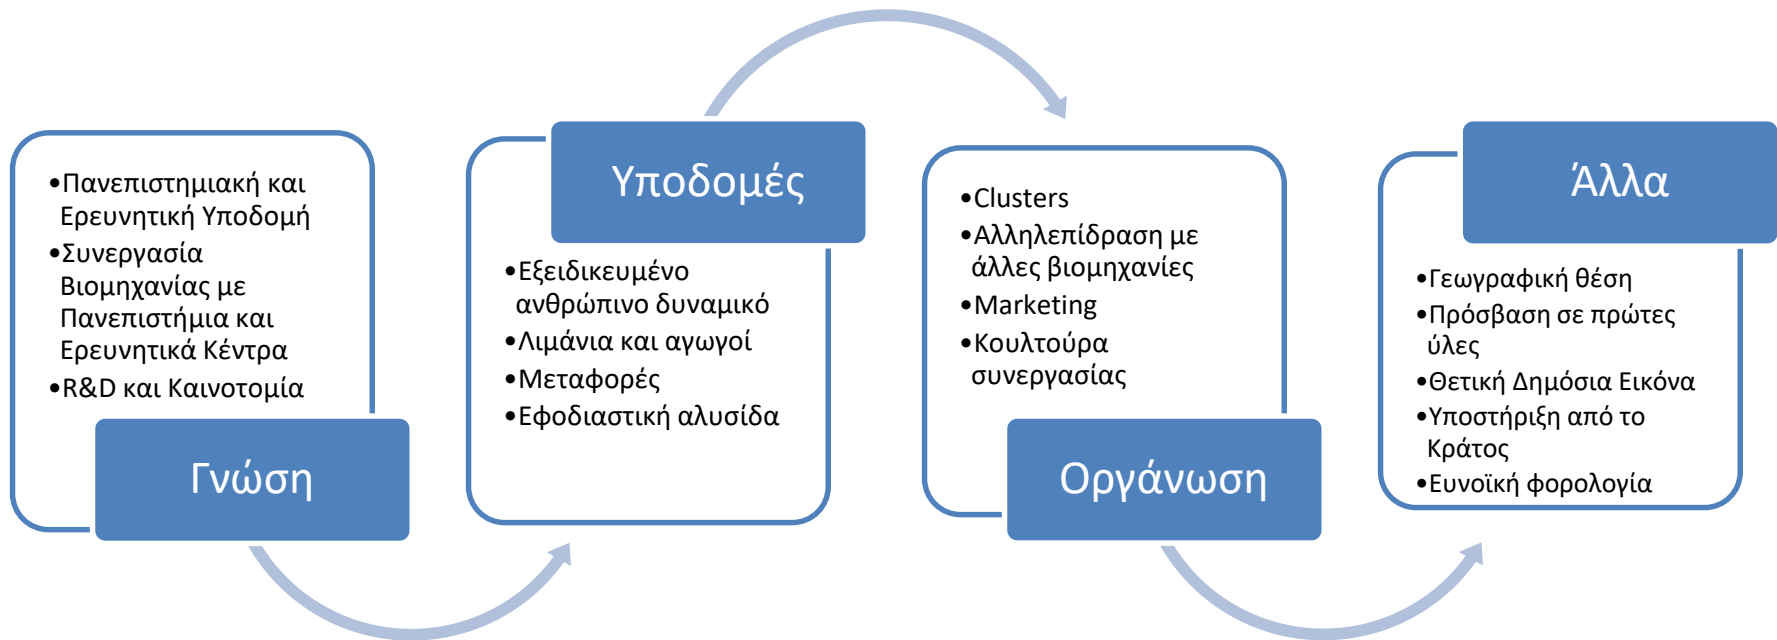 •Πανεπιστημιακή και
Ερευνητική Υποδομή
•Συνεργασία
Βιομηχανίας με
Πανεπιστήμια και
Ερευνητικά Κέντρα
•R&D και Καινοτομία
Γνώση
Υποδομές
•Εξειδικευμένο
ανθρώπινο δυναμικό
•Λιμάνια και αγωγοί
•Μεταφορές
•Εφοδιαστική αλυσίδα
•Clusters
•Αλληλεπίδραση με
άλλες βιομηχανίες
•Marketing
•Κουλτούρα
συνεργασίας
Οργάνωση
Άλλα
•Γεωγραφική θέση
•Πρόσβαση σε πρώτες
ύλες
•Θετική Δημόσια Εικόνα
•Υποστήριξη από το
Κράτος
•Ευνοϊκή φορολογία